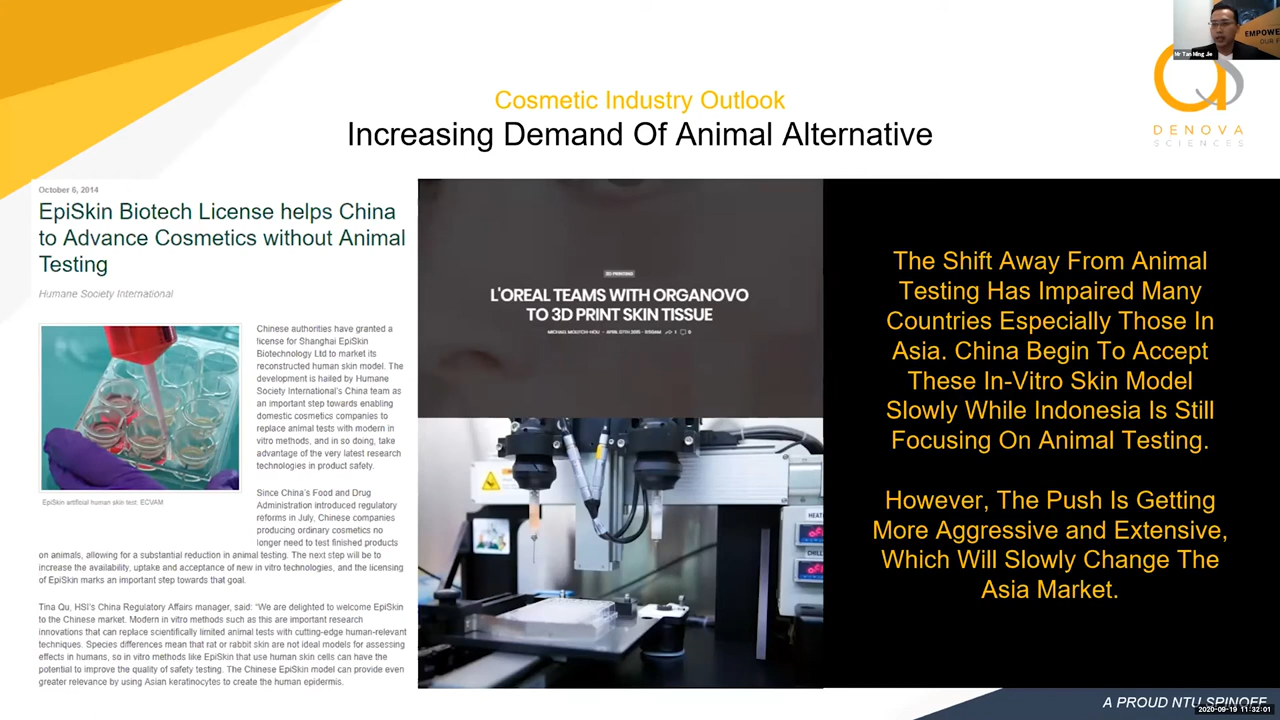 EMPOWE
OUR F
Mr Tan Ming Jie
Cosmetic Industry Outlook
Increasing Demand Of Animal Alternative
DENOVA
SCIENCES
October 6, 2014
EpiSkin Biotech License helps China
to Advance Cosmetics without Animal
Testing
Humane Society International
Chinese authorities have granted a
license for Shanghai EpiSkin
Biotechnology Ltd to market its
reconstructed human skin model. The
development is hailed by Humane
Society International's China team as
an important step towards enabling
domestic cosmetics companies to
replace animal tests with modern in
vitro methods, and in so doing, take
advantage of the very latest research
technologies in product safety.
EpiSkin artificial human skin test. ECVAM
Since China's Food and Drug
Administration introduced regulatory
reforms in July, Chinese companies
producing ordinary cosmetics no
longer need to test finished products
on animals, allowing for a substantial reduction in animal testing. The next step will be to
increase the availability, uptake and acceptance of new in vitro technologies, and the licensing
of EpiSkin marks an important step towards that goal.
Tina Qu, HSI's China Regulatory Affairs manager, said: "We are delighted to welcome EpiSkin
to the Chinese market. Modern in vitro methods such as this are important research
innovations that can replace scientifically limited animal tests with cutting-edge human-relevant
techniques. Species differences mean that rat or rabbit skin are not ideal models for assessing
effects in humans, so in vitro methods like EpiSkin that use human skin cells can have the
potential to improve the quality of safety testing. The Chinese EpiSkin model can provide even
greater relevance by using Asian keratinocytes to create the human epidermis.
3D PRINTING
L'OREAL TEAMS WITH ORGANOVO
TO 3D PRINT SKIN TISSUE
MICHAEL MOLITCH-HOU
HEAT
CHILL
The Shift Away From Animal
Testing Has Impaired Many
Countries Especially Those In
Asia. China Begin To Accept
These In-Vitro Skin Model
Slowly While Indonesia Is Still
Focusing On Animal Testing.
However, The Push Is Getting
More Aggressive and Extensive,
Which Will Slowly Change The
Asia Market.
A PROUD NTU SPINOFF
2020-09-19 11:32:01